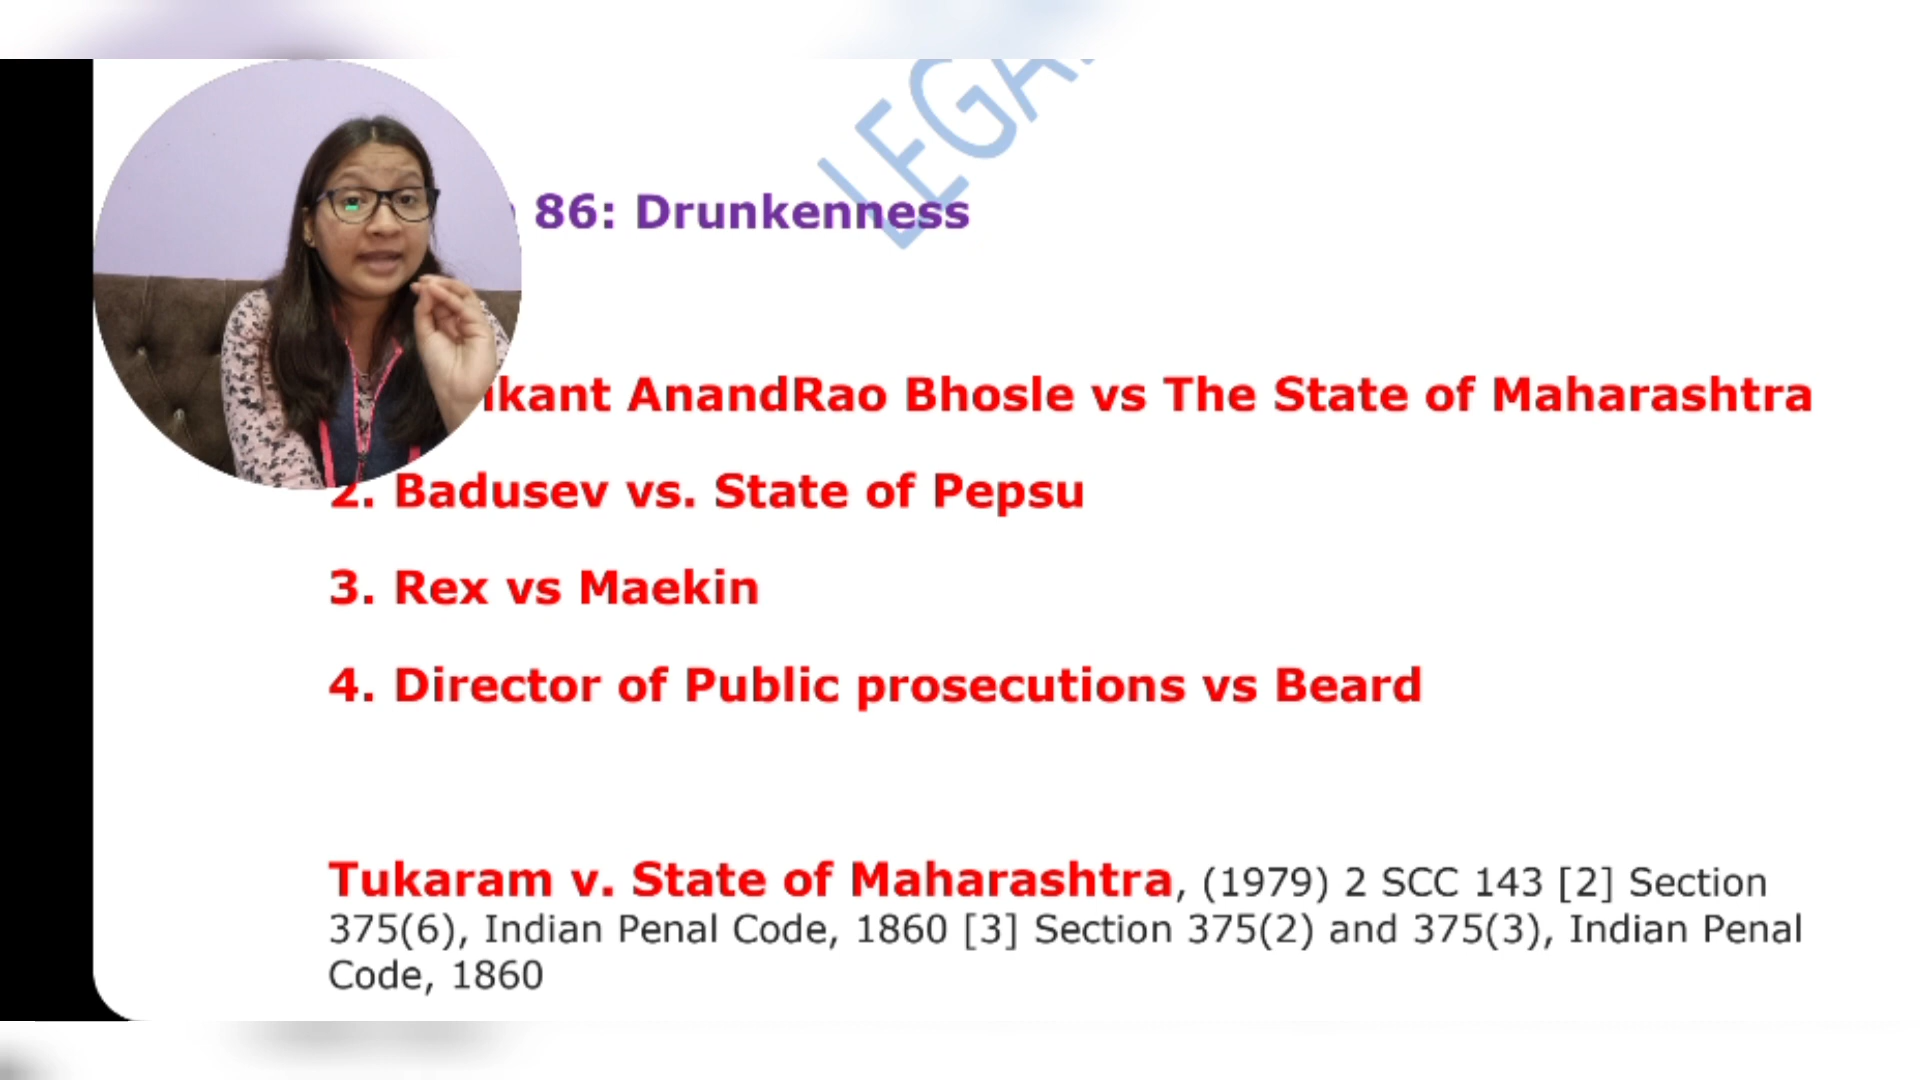 LEGA
86: Drunkenness
ikant AnandRao Bhosle vs The State of Maharashtra
2. Badusev vs. State of Pepsu
3. Rex vs Maekin
4. Director of Public prosecutions vs Beard
Tukaram v. State of Maharashtra, (1979) 2 SCC 143 [2] Section
375(6), Indian Penal Code, 1860 [3] Section 375(2) and 375(3), Indian Penal
Code, 1860